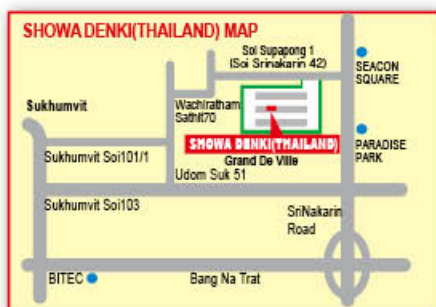 SHOWA DENKI(THAILAND) MAP
Soi Supapong 1
(Soi Srinakarin 42)
SEACON
SQUARE
Sukhumvit
Wachiratham
Sathit70
SHOWA DENKI(THAILAND)
Grand De Ville
PARADISE
PARK
Sukhumvit Soi101/1
Udom Suk 51
Sukhumvit Soi103
SriNakarin
Road
BITEC
Bang Na Trat